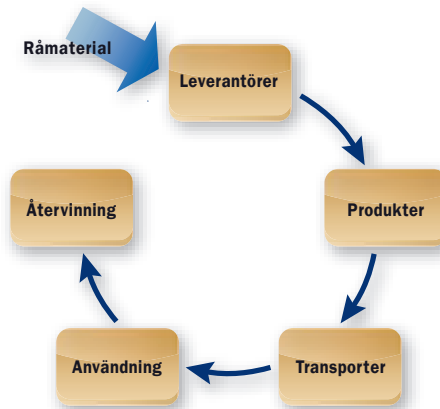 Råmaterial
Leverantörer
Produkter
Transporter
Användning
Återvinning